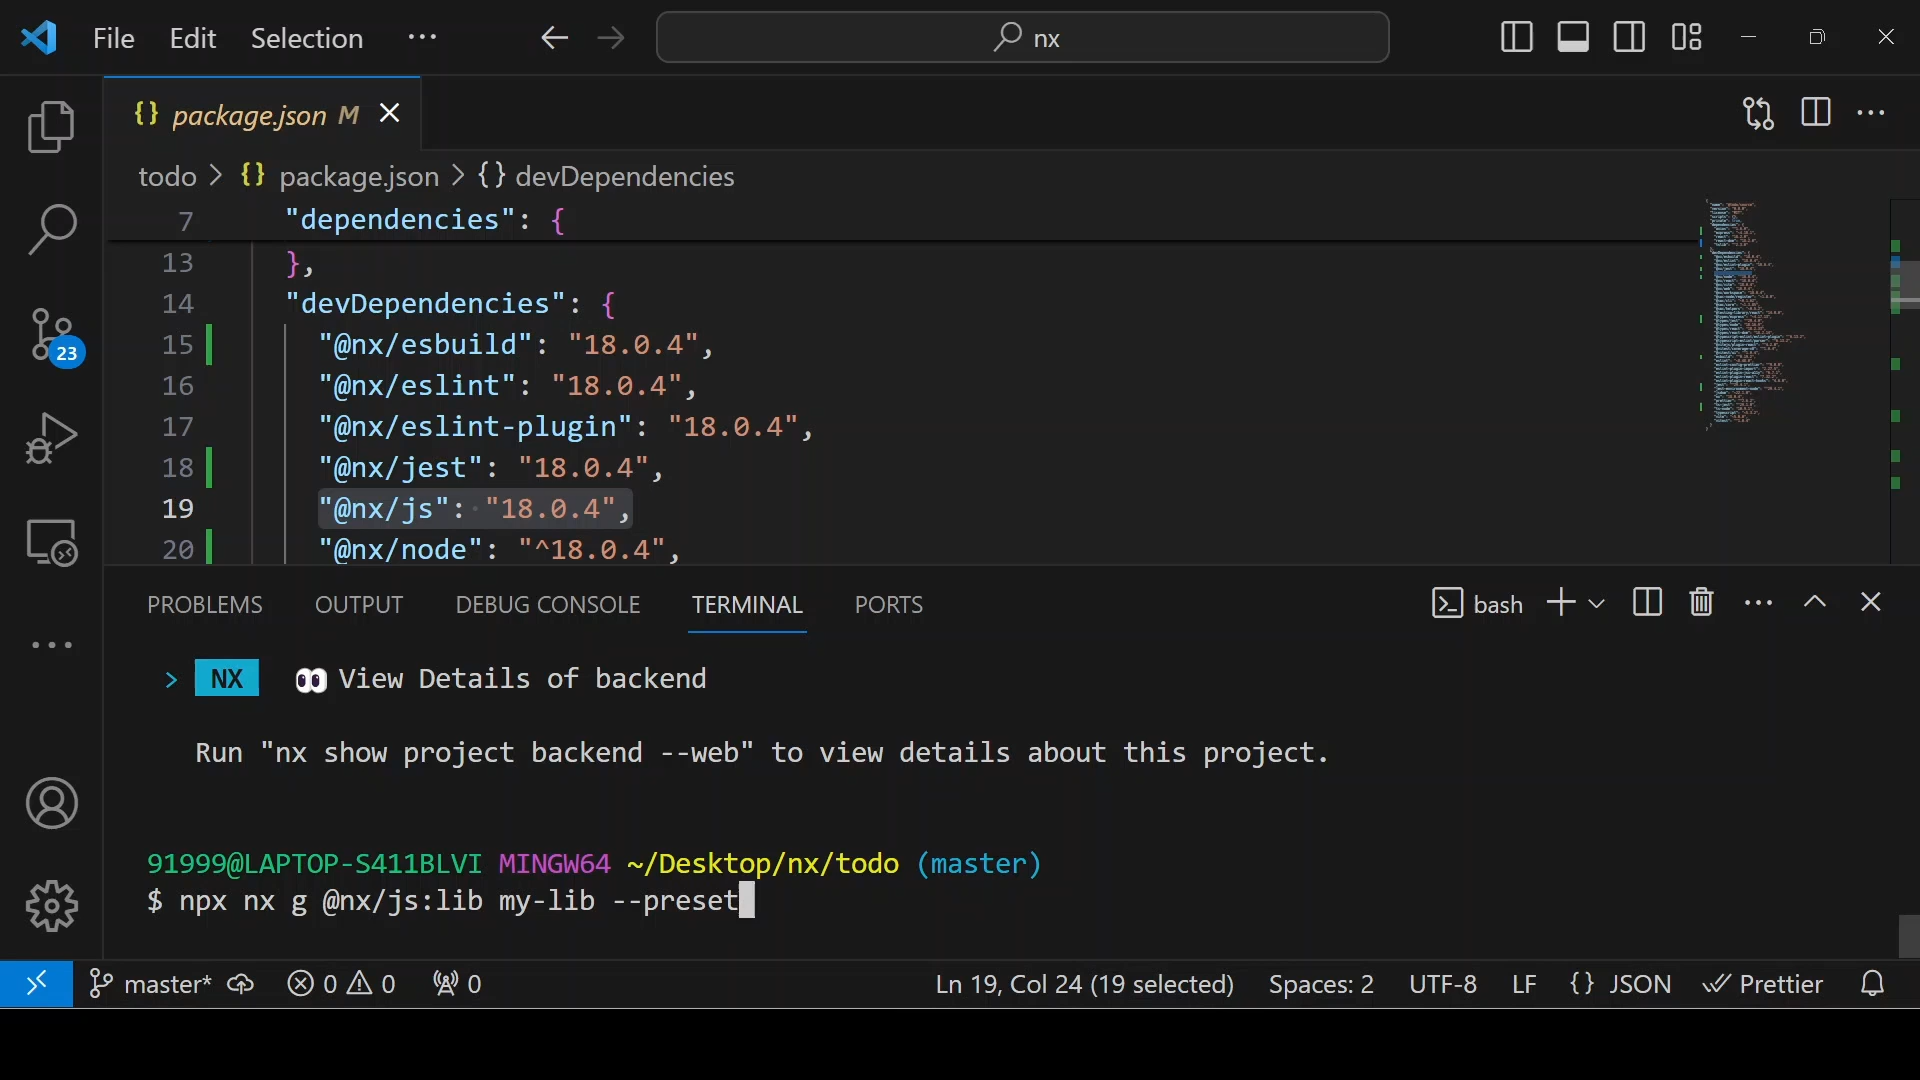 File Edit Selection ··· nx
{} package.json M
todo > {} package.json > {} devDependencies
7 "dependencies": {
13 },
14 "devDependencies": {
15 "@nx/esbuild": "18.0.4",
16 "@nx/eslint": "18.0.4",
17 "@nx/eslint-plugin": "18.0.4",
18 "@nx/jest": "18.0.4",
19 "@nx/js": "18.0.4",
20 "@nx/node": "^18.0.4",
23
PROBLEMS OUTPUT DEBUG CONSOLE TERMINAL PORTS bash
> NX 👀 View Details of backend
Run "nx show project backend --web" to view details about this project.
91999@LAPTOP-S411BLVI MINGW64 ~/Desktop/nx/todo (master)
$ npx nx g @nx/js:lib my-lib --preset
master* 0 0 0 Ln 19, Col 24 (19 selected) Spaces: 2 UTF-8 LF {} JSON Prettier